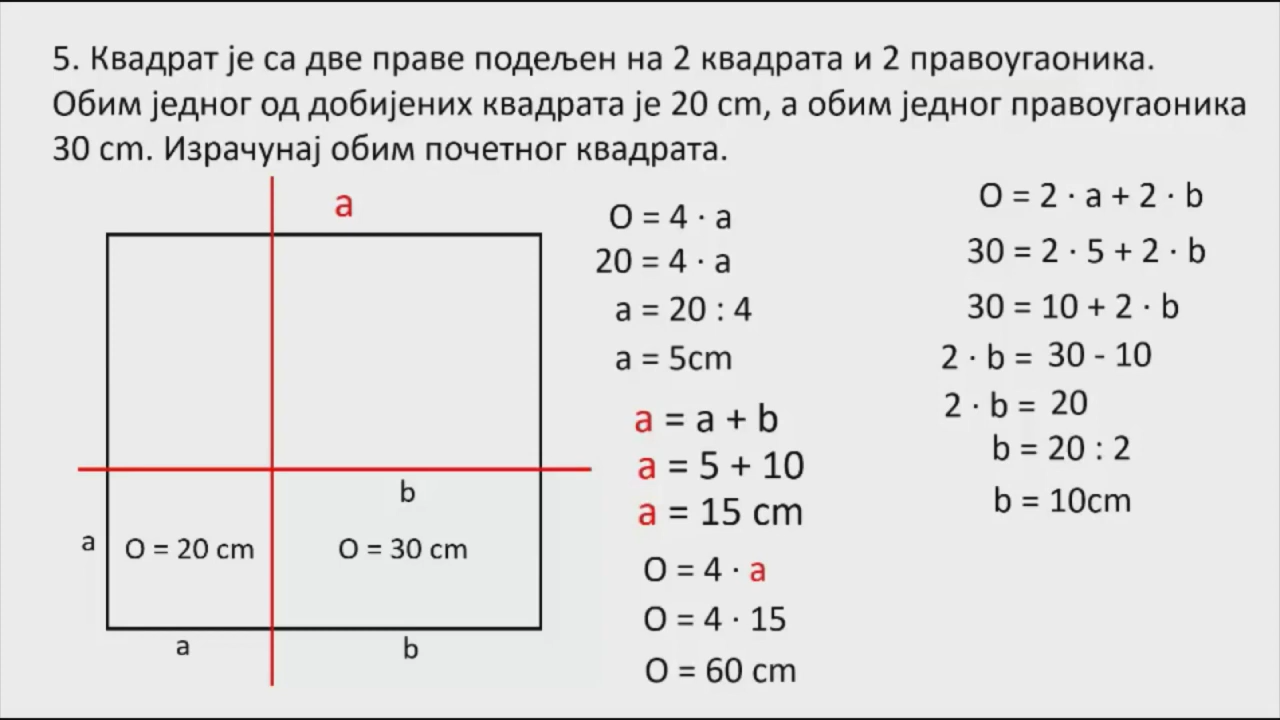 5. Квадрат је са две праве подељен на 2 квадрата и 2 правоугаоника.
Обим једног од добијених квадрата је 20 cm, а обим једног правоугаоника
30 cm. Израчунај обим почетног квадрата.
a
b
a
O = 20 cm
O = 30 cm
a
b
O = 4 · a
20 = 4 · a
a = 20 : 4
a = 5cm
a = a + b
a = 5 + 10
a = 15 cm
O = 4 · a
O = 4 · 15
O = 60 cm
O = 2 · a + 2 · b
30 = 2 · 5 + 2 · b
30 = 10 + 2 · b
2 · b = 30 - 10
2 · b = 20
b = 20 : 2
b = 10cm